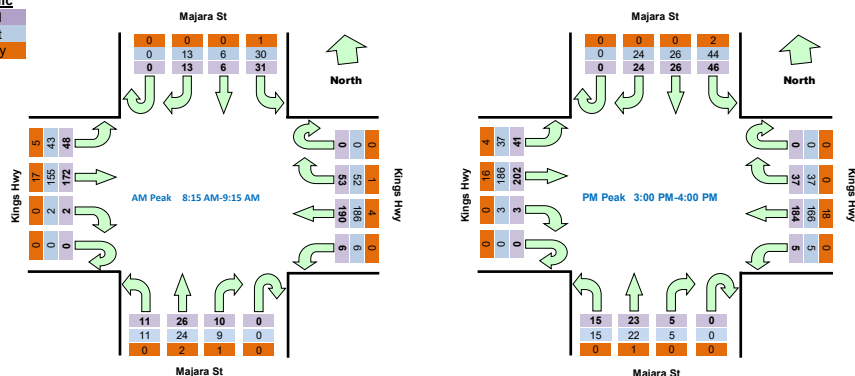 Majara St
0 0 0 1
0 13 6 30
0 13 6 31
North
5 43 48
17 155 172
0 2 2
0 0 0
Kings Hwy
AM Peak 8:15 AM-9:15 AM
0 0 0
53 52 1
190 186 4
6 6 0
Kings Hwy
11 26 10 0
11 24 9 0
0 2 1 0
Majara St
Majara St
0 0 0 2
0 24 26 44
0 24 26 46
North
4 37 41
16 186 202
0 3 3
0 0 0
Kings Hwy
PM Peak 3:00 PM-4:00 PM
0 0 0
37 37 0
184 166 18
5 5 0
Kings Hwy
15 23 5 0
15 22 5 0
0 1 0 0
Majara St